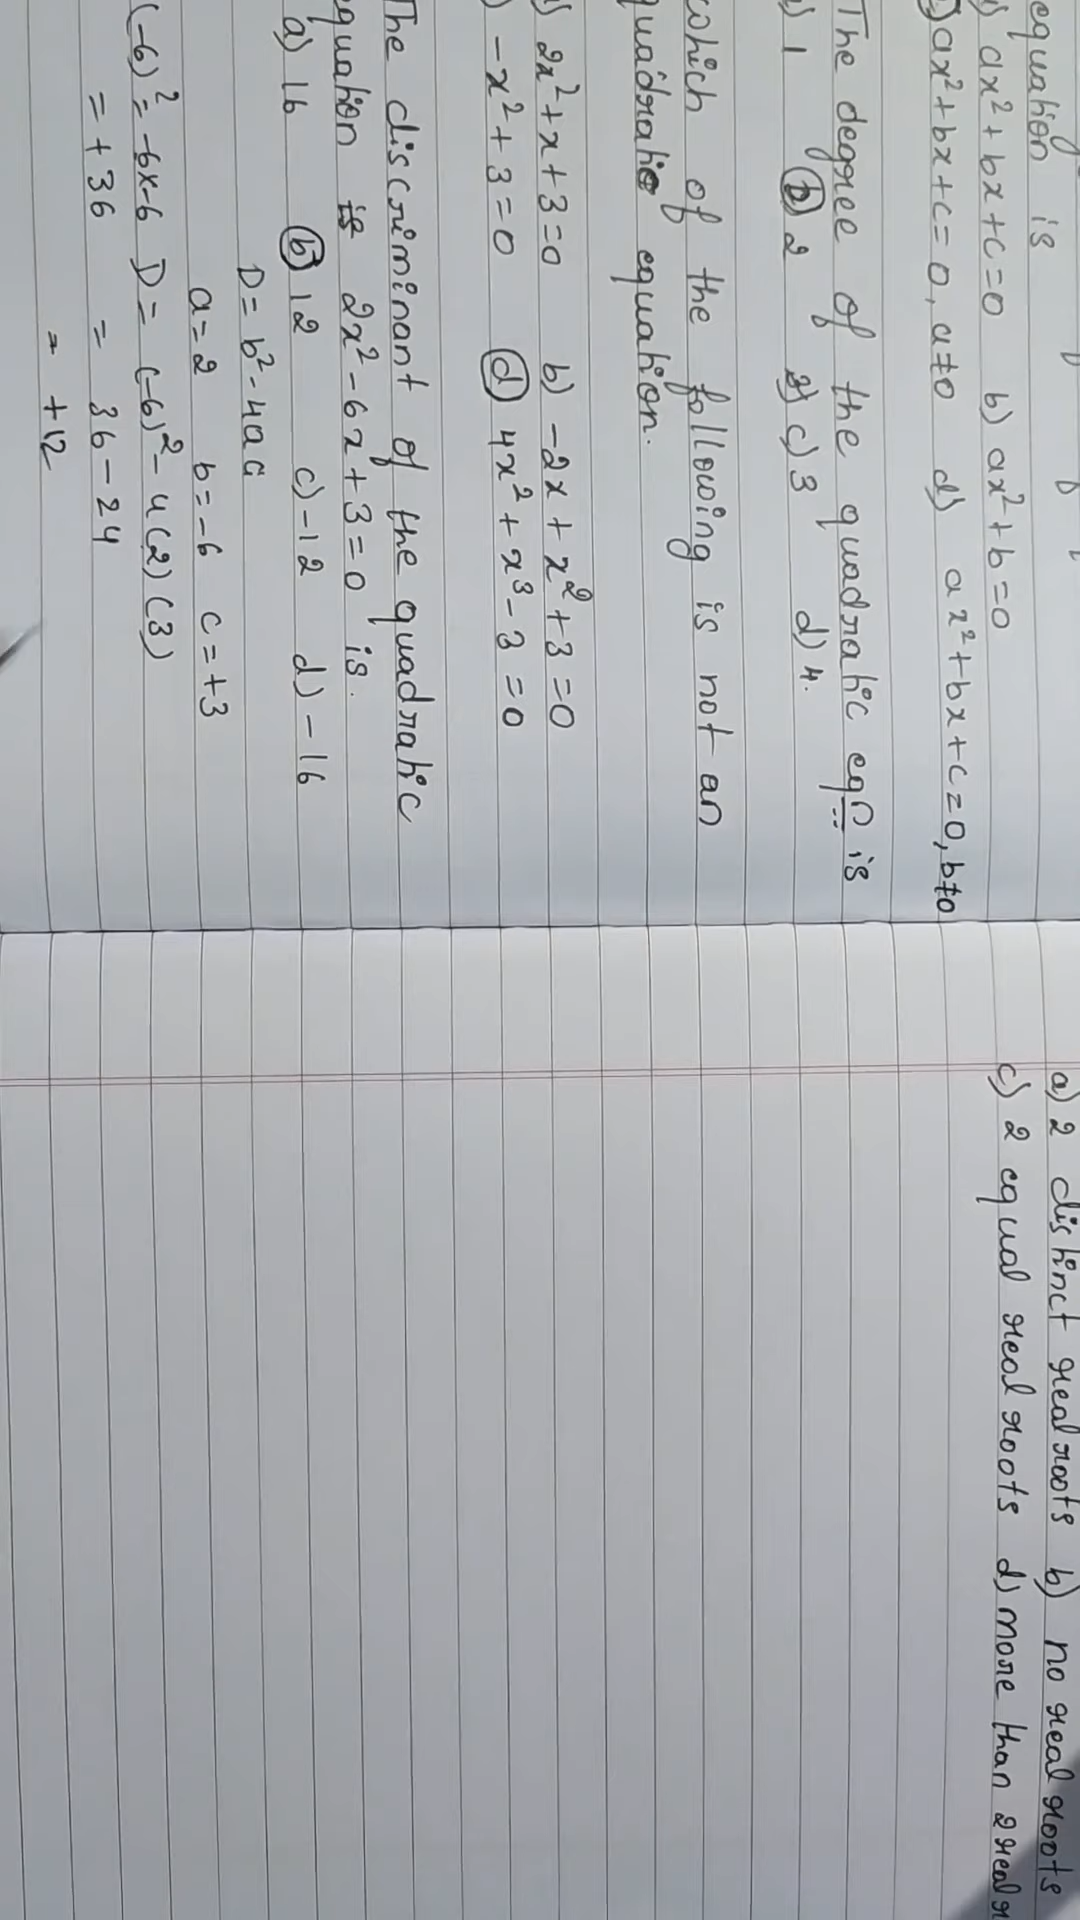 equation is
ax² + bx + c = 0 b) ax² + b = 0
ax² + bx + c = 0, a ≠ 0 d) ax² + bx + c = 0, b ≠ 0
The degree of the quadratic eqn is
1 b) 2 c) 3 d) 4.
which of the following is not an
quadratic equation.
2x² + x + 3 = 0 b) -2x + x² + 3 = 0
-x² + 3 = 0 d) 4x² + x³ - 3 = 0
The discriminant of the quadratic
equation is 2x² - 6x + 3 = 0 is.
a) 16 b) 12 c) -12 d) -16
D = b² - 4ac
a = 2 b = -6 c = +3
(-6)² = -6x-6 D = (-6)² - 4(2)(3)
= +36 = 36 - 24
= +12
a) 2 distinct real roots b) no real roots
c) 2 equal real roots d) more than 2 real